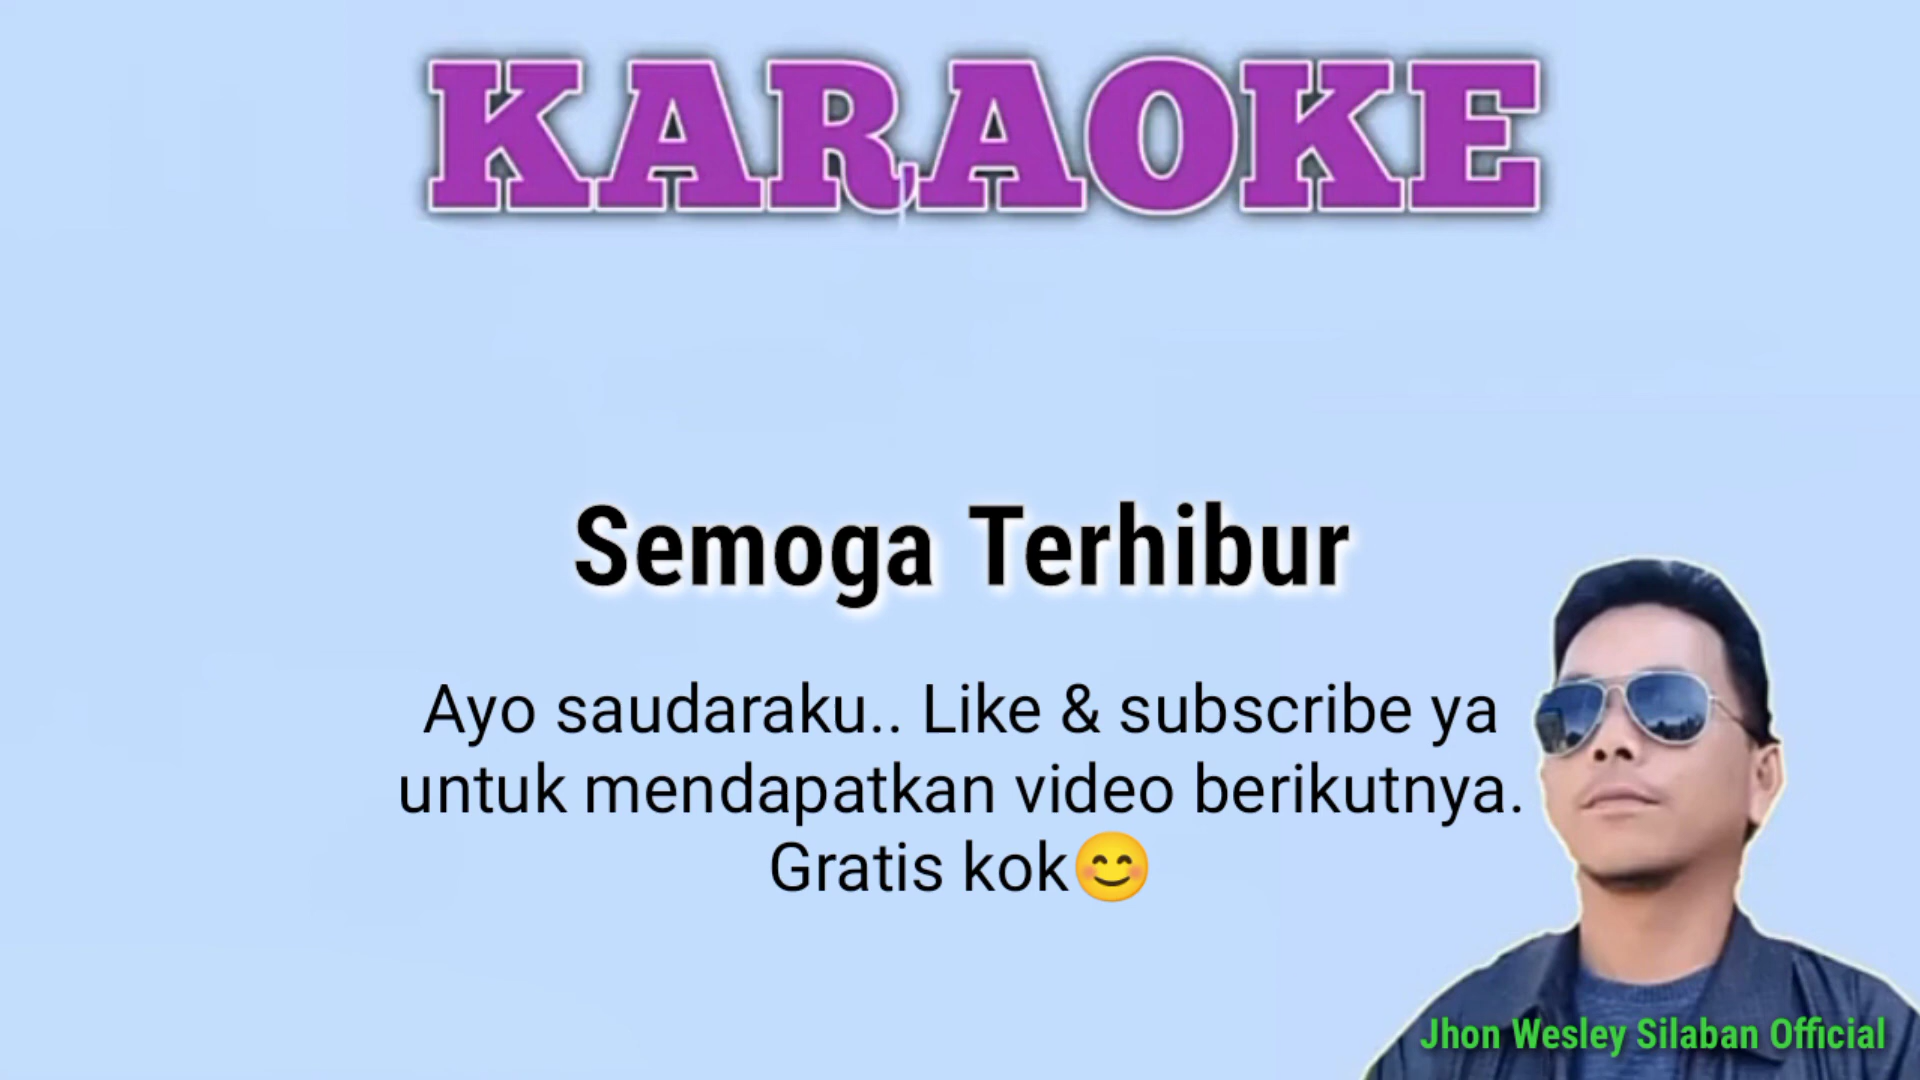 KARAOKE
Semoga Terhibur
Ayo saudaraku.. Like & subscribe ya
untuk mendapatkan video berikutnya.
Gratis kok😊
Jhon Wesley Silaban Official